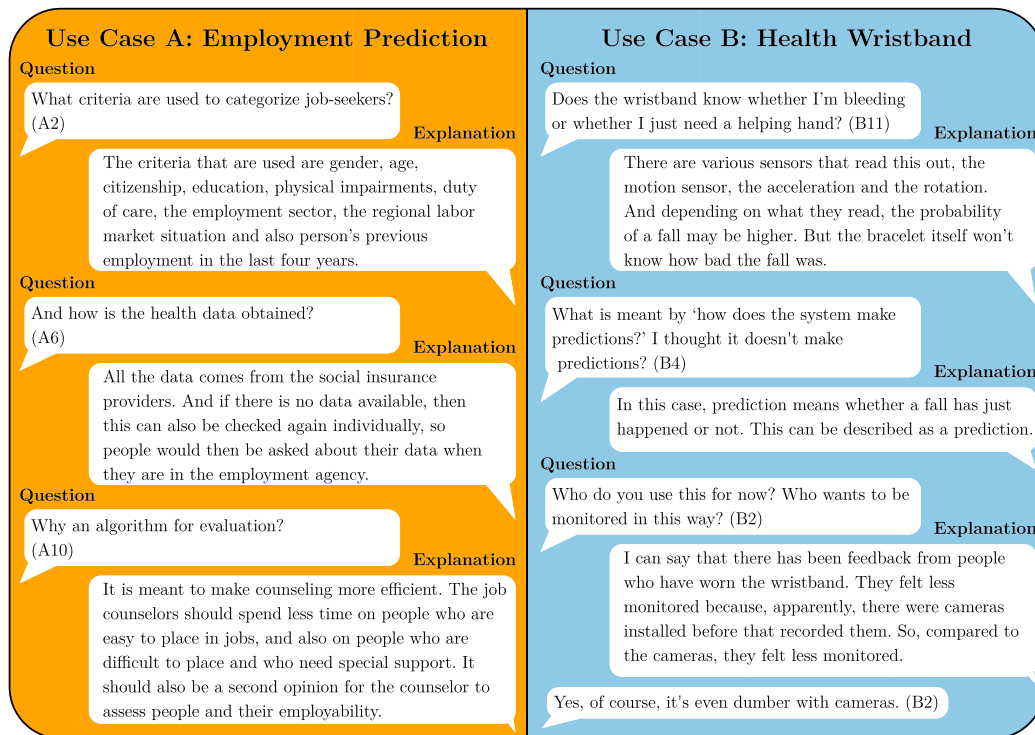 Use Case A: Employment Prediction
Question
What criteria are used to categorize job-seekers?
(A2)
Explanation
The criteria that are used are gender, age,
citizenship, education, physical impairments, duty
of care, the employment sector, the regional labor
market situation and also person's previous
employment in the last four years.
Question
And how is the health data obtained?
(A6)
Explanation
All the data comes from the social insurance
providers. And if there is no data available, then
this can also be checked again individually, so
people would then be asked about their data when
they are in the employment agency.
Question
Why an algorithm for evaluation?
(A10)
Explanation
It is meant to make counseling more efficient. The job
counselors should spend less time on people who are
easy to place in jobs, and also on people who are
difficult to place and who need special support. It
should also be a second opinion for the counselor to
assess people and their employability.
Use Case B: Health Wristband
Question
Does the wristband know whether I'm bleeding
or whether I just need a helping hand? (B11)
Explanation
There are various sensors that read this out, the
motion sensor, the acceleration and the rotation.
And depending on what they read, the probability
of a fall may be higher. But the bracelet itself won't
know how bad the fall was.
Question
What is meant by ‘how does the system make
predictions?’ I thought it doesn't make
predictions? (B4)
Explanation
In this case, prediction means whether a fall has just
happened or not. This can be described as a prediction.
Question
Who do you use this for now? Who wants to be
monitored in this way? (B2)
Explanation
I can say that there has been feedback from people
who have worn the wristband. They felt less
monitored because, apparently, there were cameras
installed before that recorded them. So, compared to
the cameras, they felt less monitored.
Yes, of course, it's even dumber with cameras. (B2)